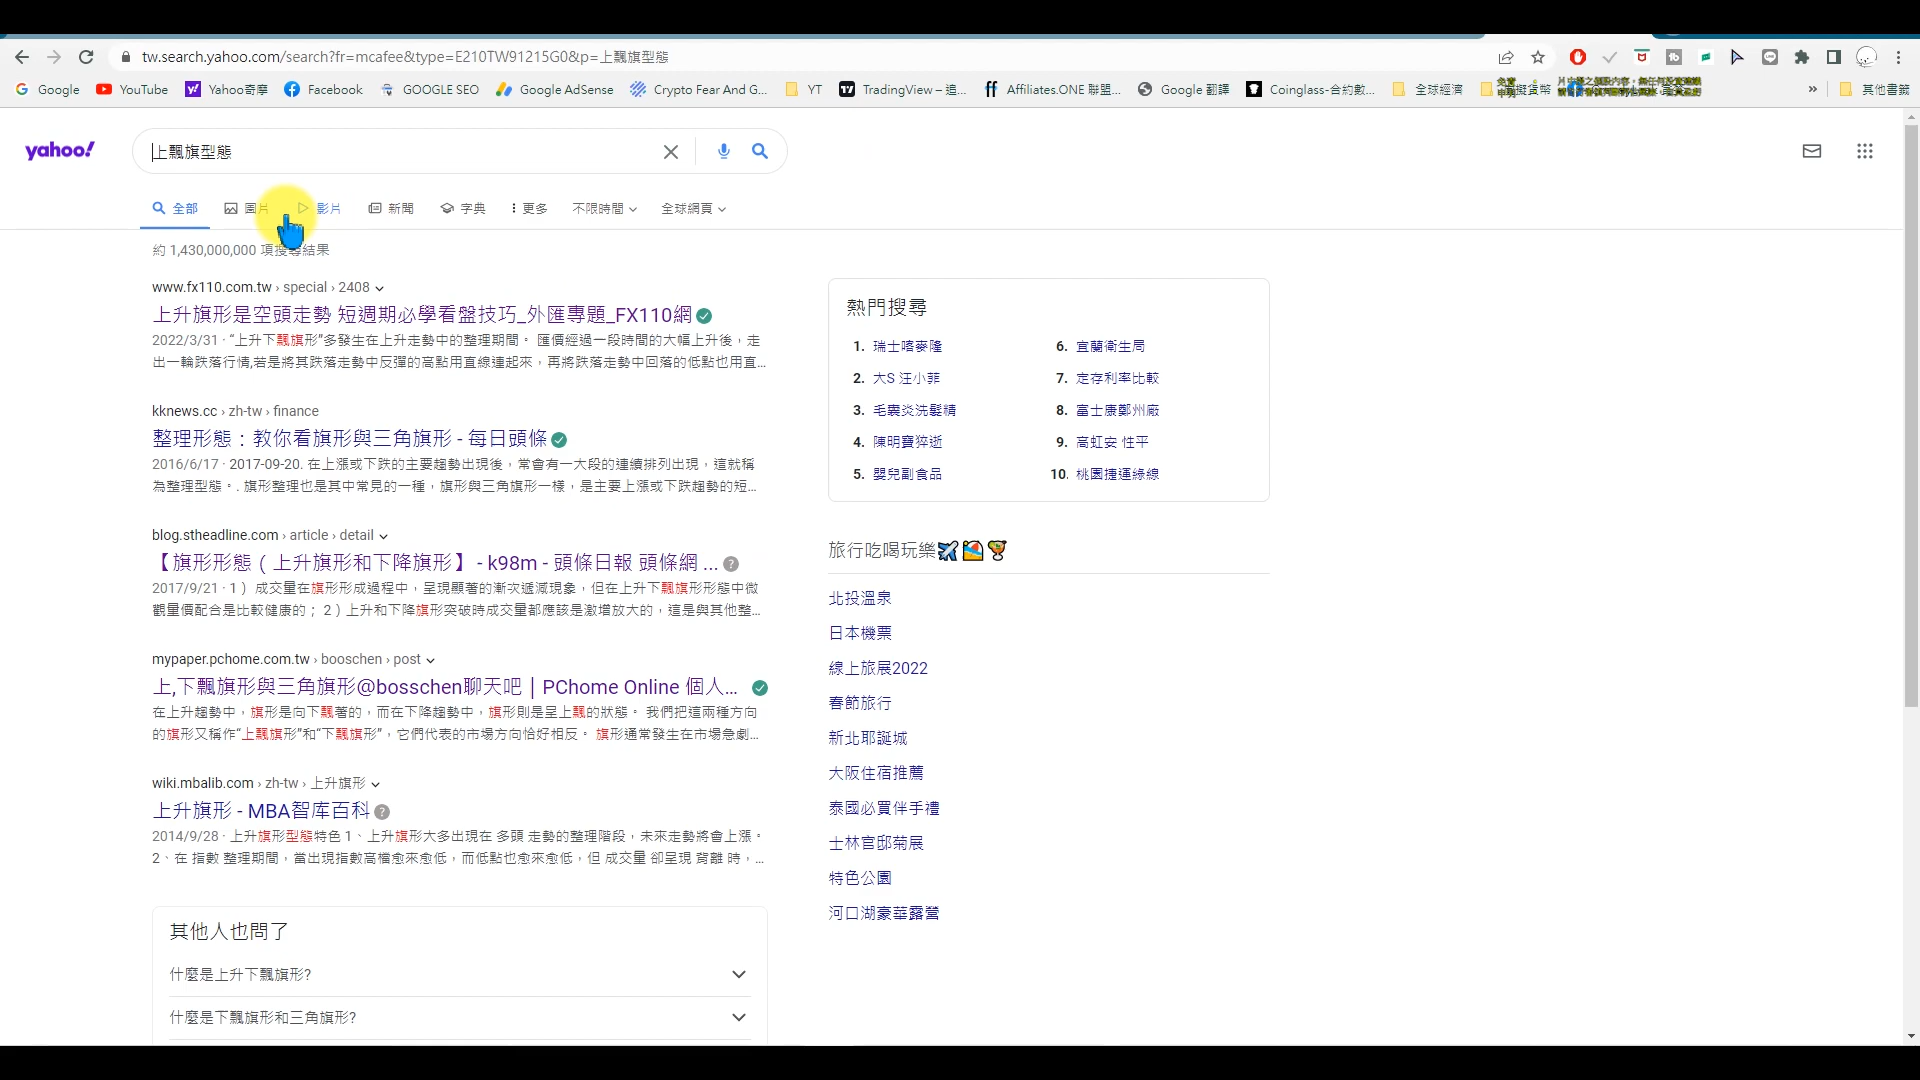 tw.search.yahoo.com/search?fr=mcafee&type=E210TW91215G0&p=上飄旗型態
Google YouTube Yahoo奇摩 Facebook GOOGLE SEO Google AdSense Crypto Fear And G... YT TradingView – 追... Affiliates.ONE 聯盟... Google 翻譯 Coinglass-合約數... 全球經濟 » 其他書籤
yahoo!
上飄旗型態
全部 圖片 影片 新聞 字典 更多 不限時間 全球網頁
約 1,430,000,000 項搜尋結果
www.fx110.com.tw › special › 2408
上升旗形是空頭走勢 短週期必學看盤技巧_外匯專題_FX110網
2022/3/31 · “上升下飄旗形”多發生在上升走勢中的整理期間。 匯價經過一段時間的大幅上升後，走
出一輪跌落行情,若是將其跌落走勢中反彈的高點用直線連起來，再將跌落走勢中回落的低點也用直...
kknews.cc › zh-tw › finance
整理形態：教你看旗形與三角旗形 - 每日頭條
2016/6/17 · 2017-09-20. 在上漲或下跌的主要趨勢出現後，常會有一大段的連續排列出現，這就稱
為整理型態。. 旗形整理也是其中常見的一種，旗形與三角旗形一樣，是主要上漲或下跌趨勢的短...
blog.stheadline.com › article › detail
【旗形形態（上升旗形和下降旗形】 - k98m - 頭條日報 頭條網 ...
2017/9/21 · 1） 成交量在旗形形成過程中，呈現顯著的漸次遞減現象，但在上升下飄旗形形態中微
觀量價配合是比較健康的； 2）上升和下降旗形突破時成交量都應該是激增放大的，這是與其他整...
mypaper.pchome.com.tw › booschen › post
上,下飄旗形與三角旗形@bosschen聊天吧｜PChome Online 個人...
在上升趨勢中，旗形是向下飄著的，而在下降趨勢中，旗形則是呈上飄的狀態。 我們把這兩種方向
的旗形又稱作“上飄旗形”和“下飄旗形”，它們代表的市場方向恰好相反。 旗形通常發生在市場急劇...
wiki.mbalib.com › zh-tw › 上升旗形
上升旗形 - MBA智库百科
2014/9/28 · 上升旗形型態特色 1、上升旗形大多出現在 多頭 走勢的整理階段，未來走勢將會上漲。
2、在 指數 整理期間，當出現指數高檔愈來愈低，而低點也愈來愈低，但 成交量 卻呈現 背離 時，...
其他人也問了
什麼是上升下飄旗形?
什麼是下飄旗形和三角旗形?
熱門搜尋
1. 瑞士喀麥隆
2. 大S 汪小菲
3. 毛囊炎洗髮精
4. 陳明寶猝逝
5. 嬰兒副食品
6. 宜蘭衛生局
7. 定存利率比較
8. 富士康鄭州廠
9. 高虹安 性平
10. 桃園捷運綠線
旅行吃喝玩樂✈️🏖️🍹
北投溫泉
日本機票
線上旅展2022
春節旅行
新北耶誕城
大阪住宿推薦
泰國必買伴手禮
士林官邸菊展
特色公園
河口湖豪華露營